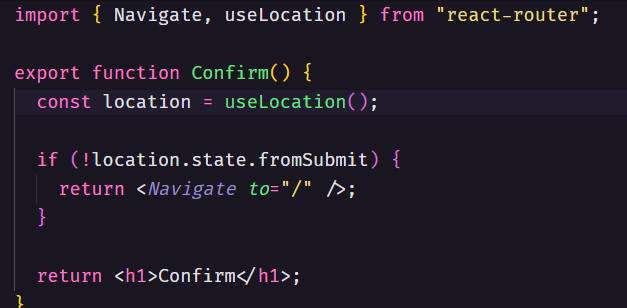 import { Navigate, useLocation } from "react-router";
export function Confirm() {
const location = useLocation();
if (!location.state.fromSubmit) {
return <Navigate to="/" />;
}
return <h1>Confirm</h1>;
}